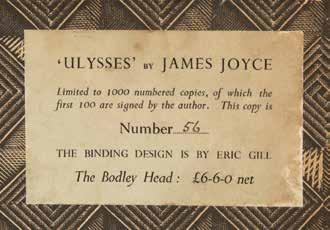 'ULYSSES' BY JAMES JOYCE
Limited to 1000 numbered copies, of which the
first 100 are signed by the author. This copy is
Number 56
THE BINDING DESIGN IS BY ERIC GILL
The Bodley Head: £6-6-0 net